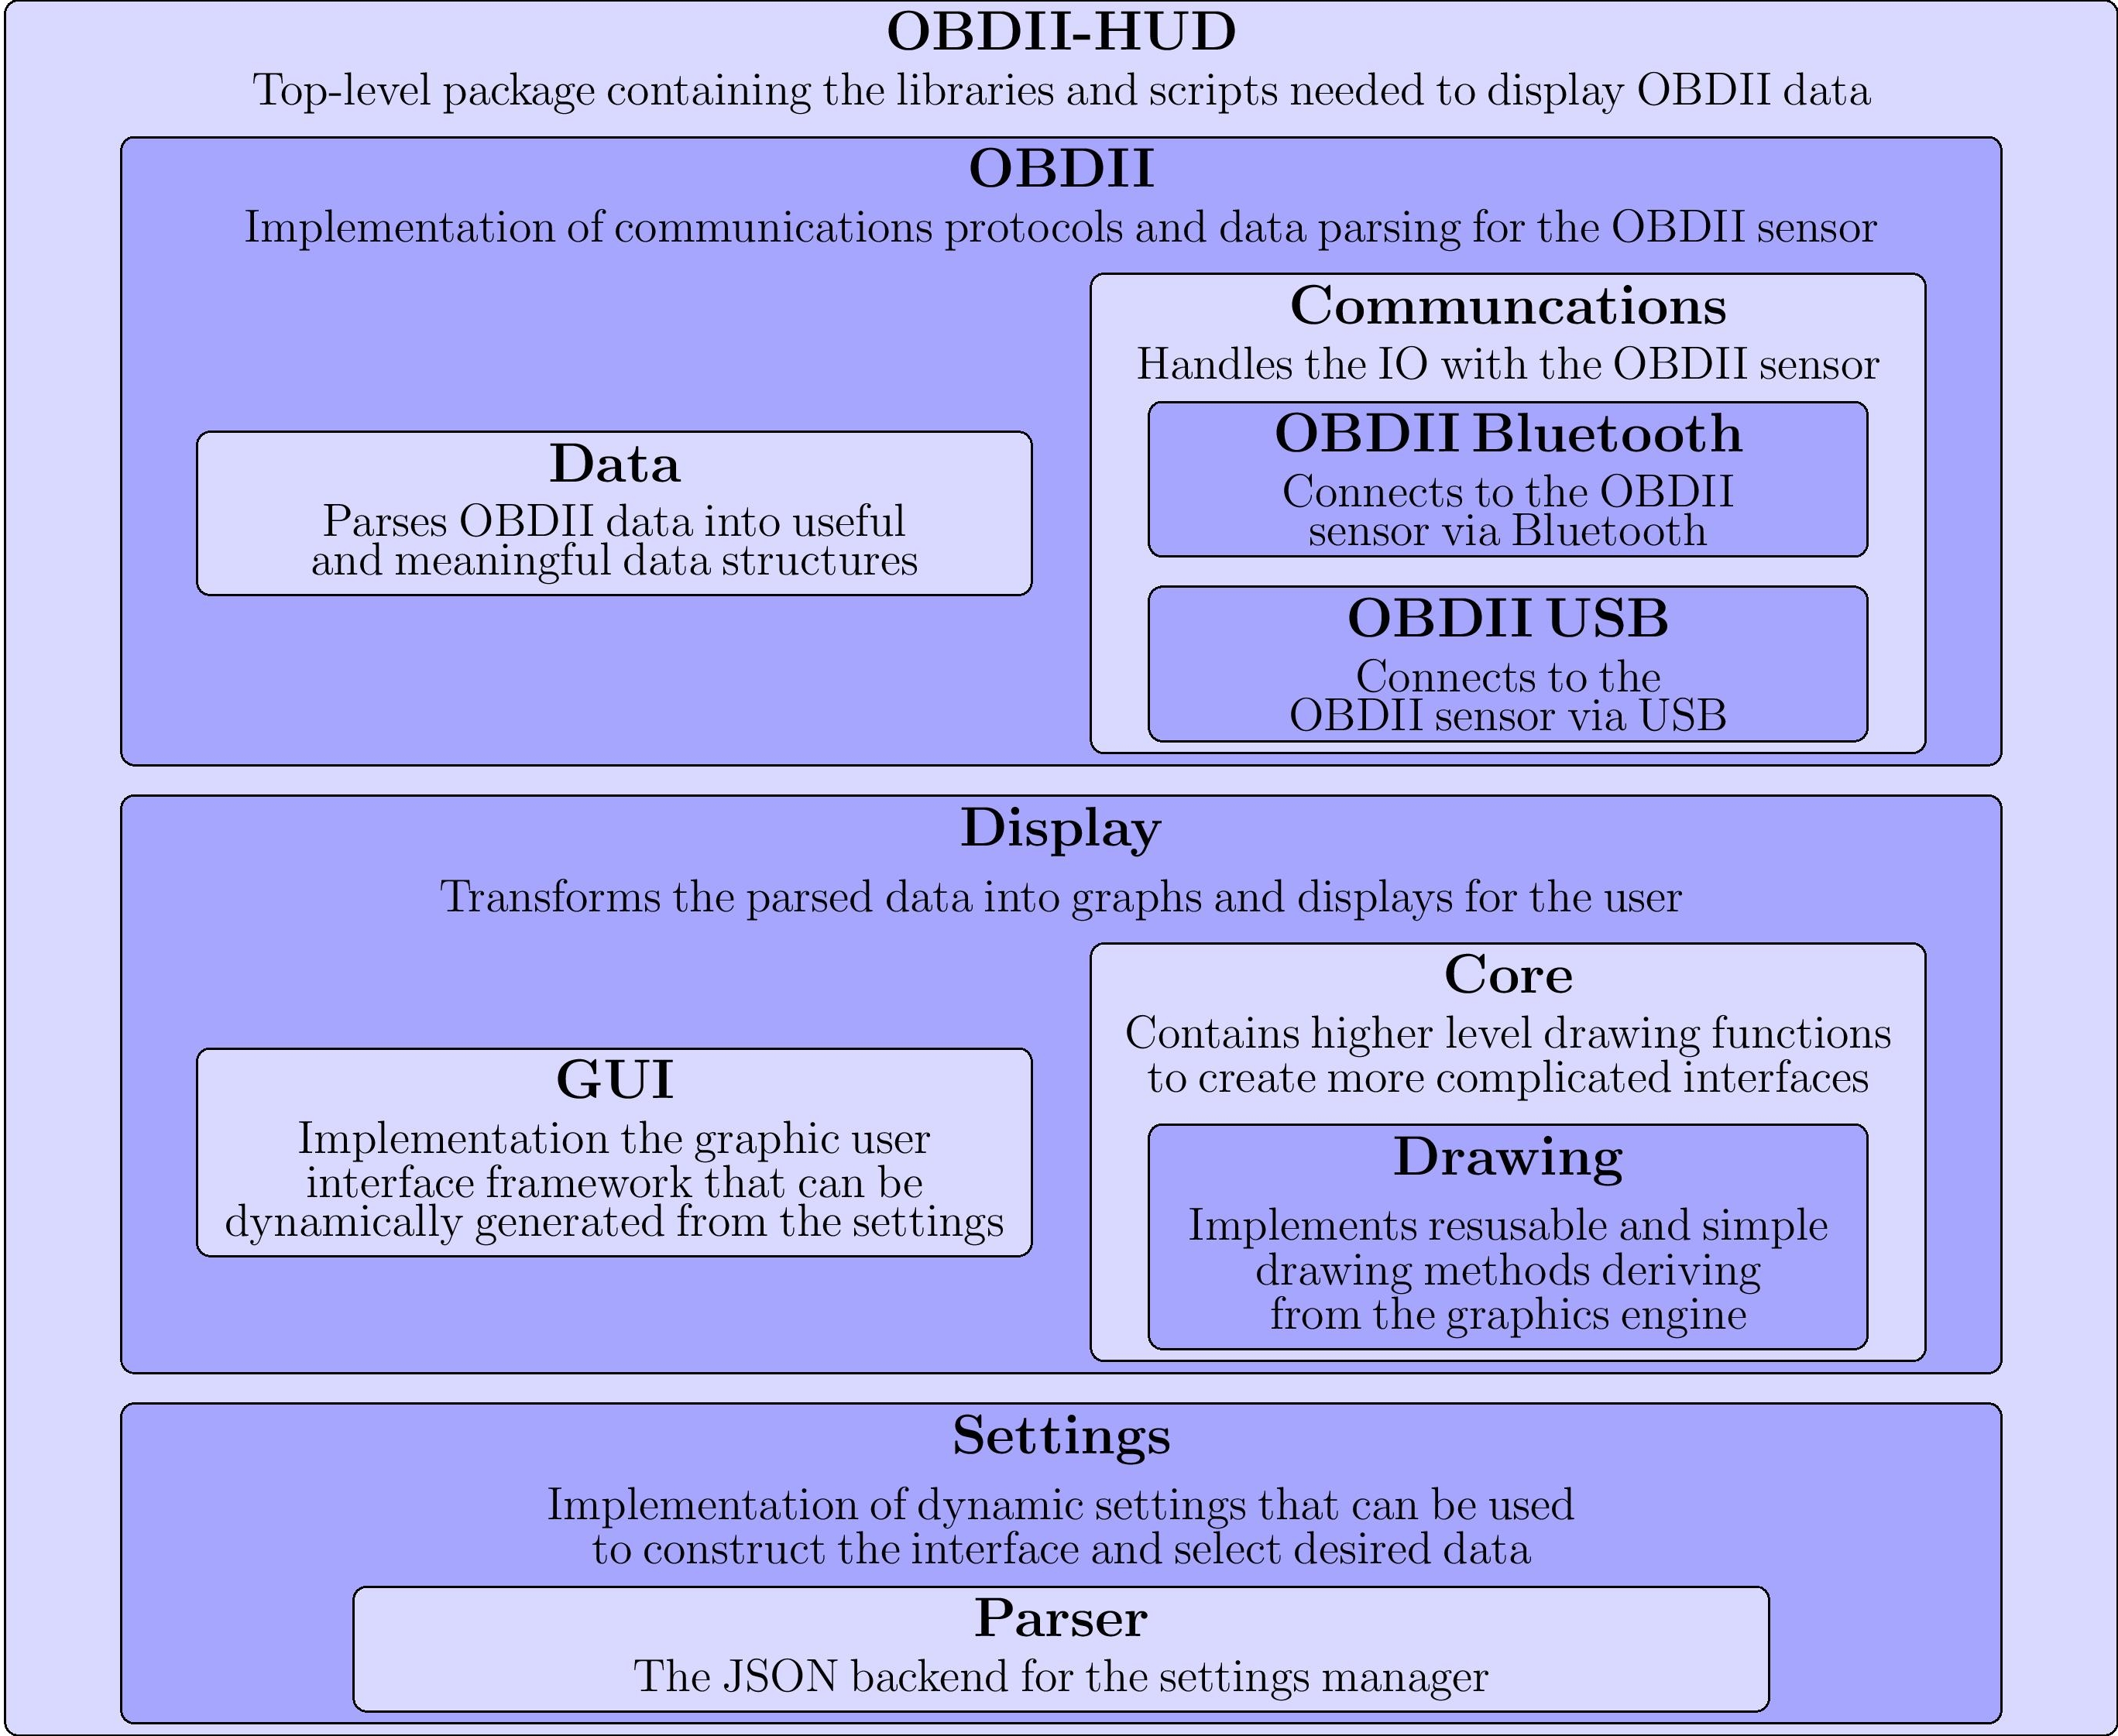 OBDII-HUD
Top-level package containing the libraries and scripts needed to display OBDII data
OBDII
Implementation of communications protocols and data parsing for the OBDII sensor
Data
Parses OBDII data into useful
and meaningful data structures
Communcations
Handles the IO with the OBDII sensor
OBDII Bluetooth
Connects to the OBDII
sensor via Bluetooth
OBDII USB
Connects to the
OBDII sensor via USB
Display
Transforms the parsed data into graphs and displays for the user
GUI
Implementation the graphic user
interface framework that can be
dynamically generated from the settings
Core
Contains higher level drawing functions
to create more complicated interfaces
Drawing
Implements resusable and simple
drawing methods deriving
from the graphics engine
Settings
Implementation of dynamic settings that can be used
to construct the interface and select desired data
Parser
The JSON backend for the settings manager